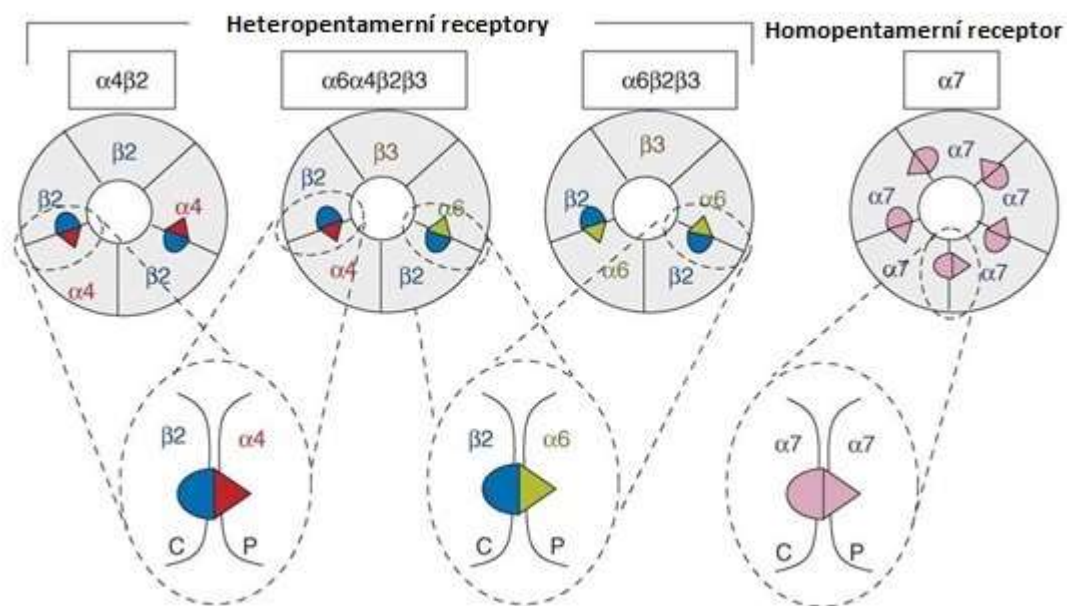 Heteropentamerní receptory
Homopentamerní receptor
α4β2
α6α4β2β3
α6β2β3
α7
β2
β2
α4
α4
β2
β3
β2
α6
α4
β2
β3
β2
α6
α6
β2
α7
α7
α7
α7
α7
β2
α4
C
P
β2
α6
C
P
α7
α7
C
P